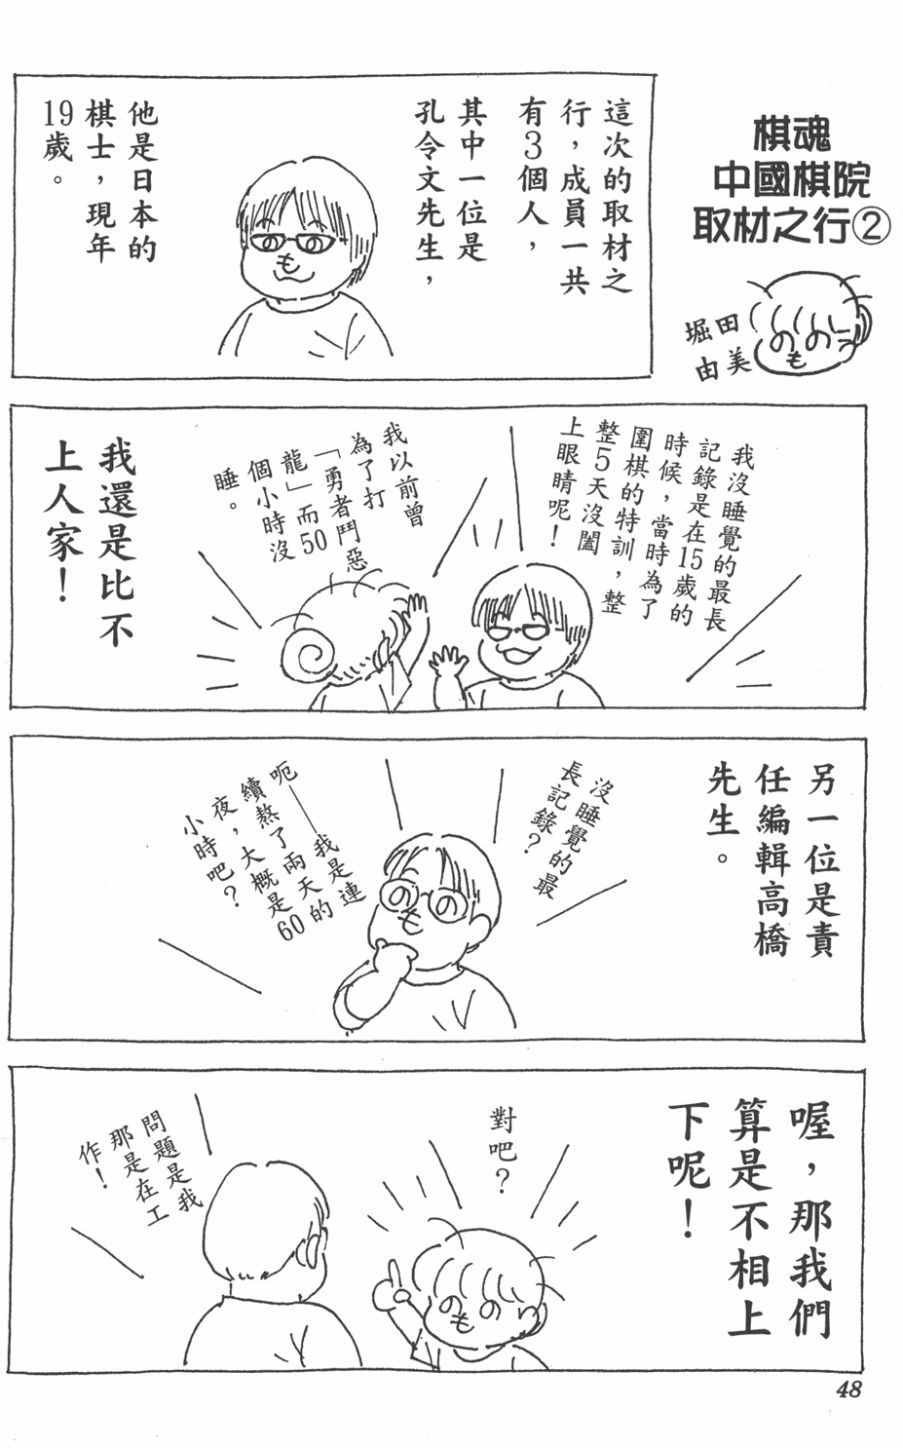 棋魂
中國棋院
取材之行②
堀田
由美
這次的取材之
行，成員一共
有3個人，
其中一位是
孔令文先生，
他是日本的
棋士，現年
19歲。
我沒睡覺的最長
記錄是在15歲的
時候，當時為了
圍棋的特訓，整
整5天沒闔
上眼睛呢！
我以前曾
為了打
「勇者鬥惡
龍」而50
個小時沒
睡。
我還是比不
上人家！
另一位是責
任編輯高橋
先生。
沒睡覺的最
長記錄？
呃——我是連
續熬了兩天的
夜，大概是60
小時吧？
喔，那我們
算是不相上
下呢！
對吧？
問題是我
那是在工
作！
48